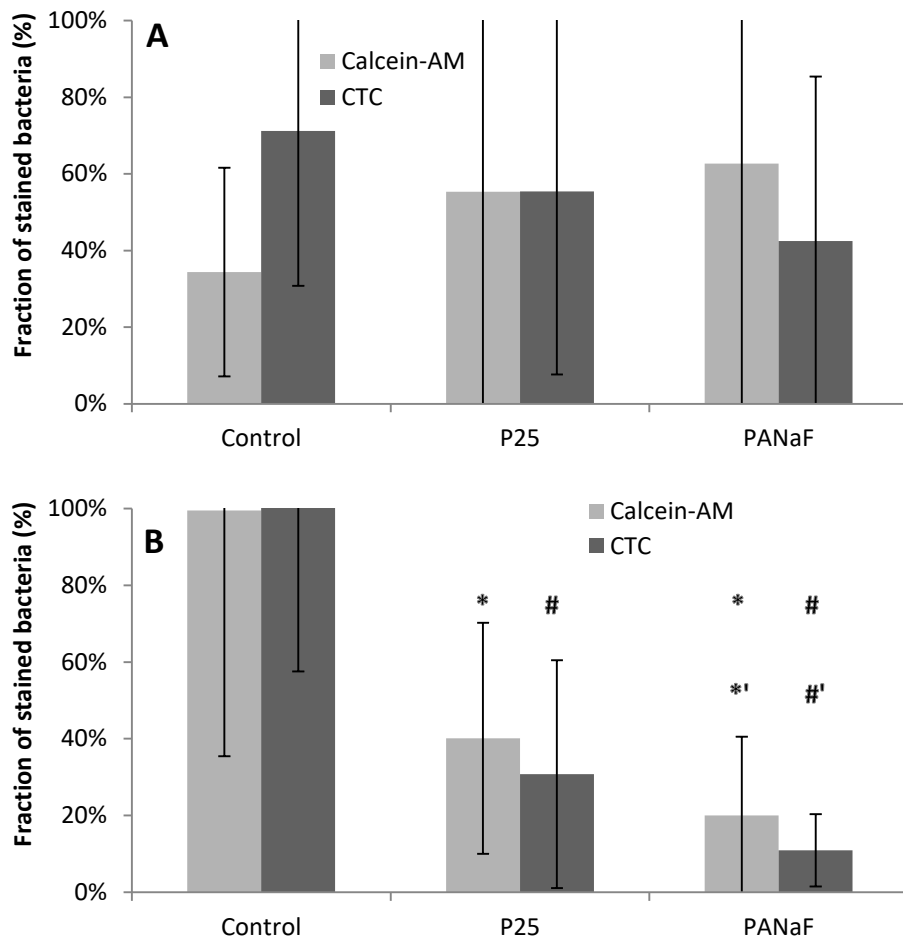 A
Calcein-AM
CTC
Fraction of stained bacteria (%)
100%
80%
60%
40%
20%
0%
Control P25 PANaF
B
Calcein-AM
CTC
Fraction of stained bacteria (%)
100%
80%
* # * #
60%
*' #'
40%
20%
0%
Control P25 PANaF